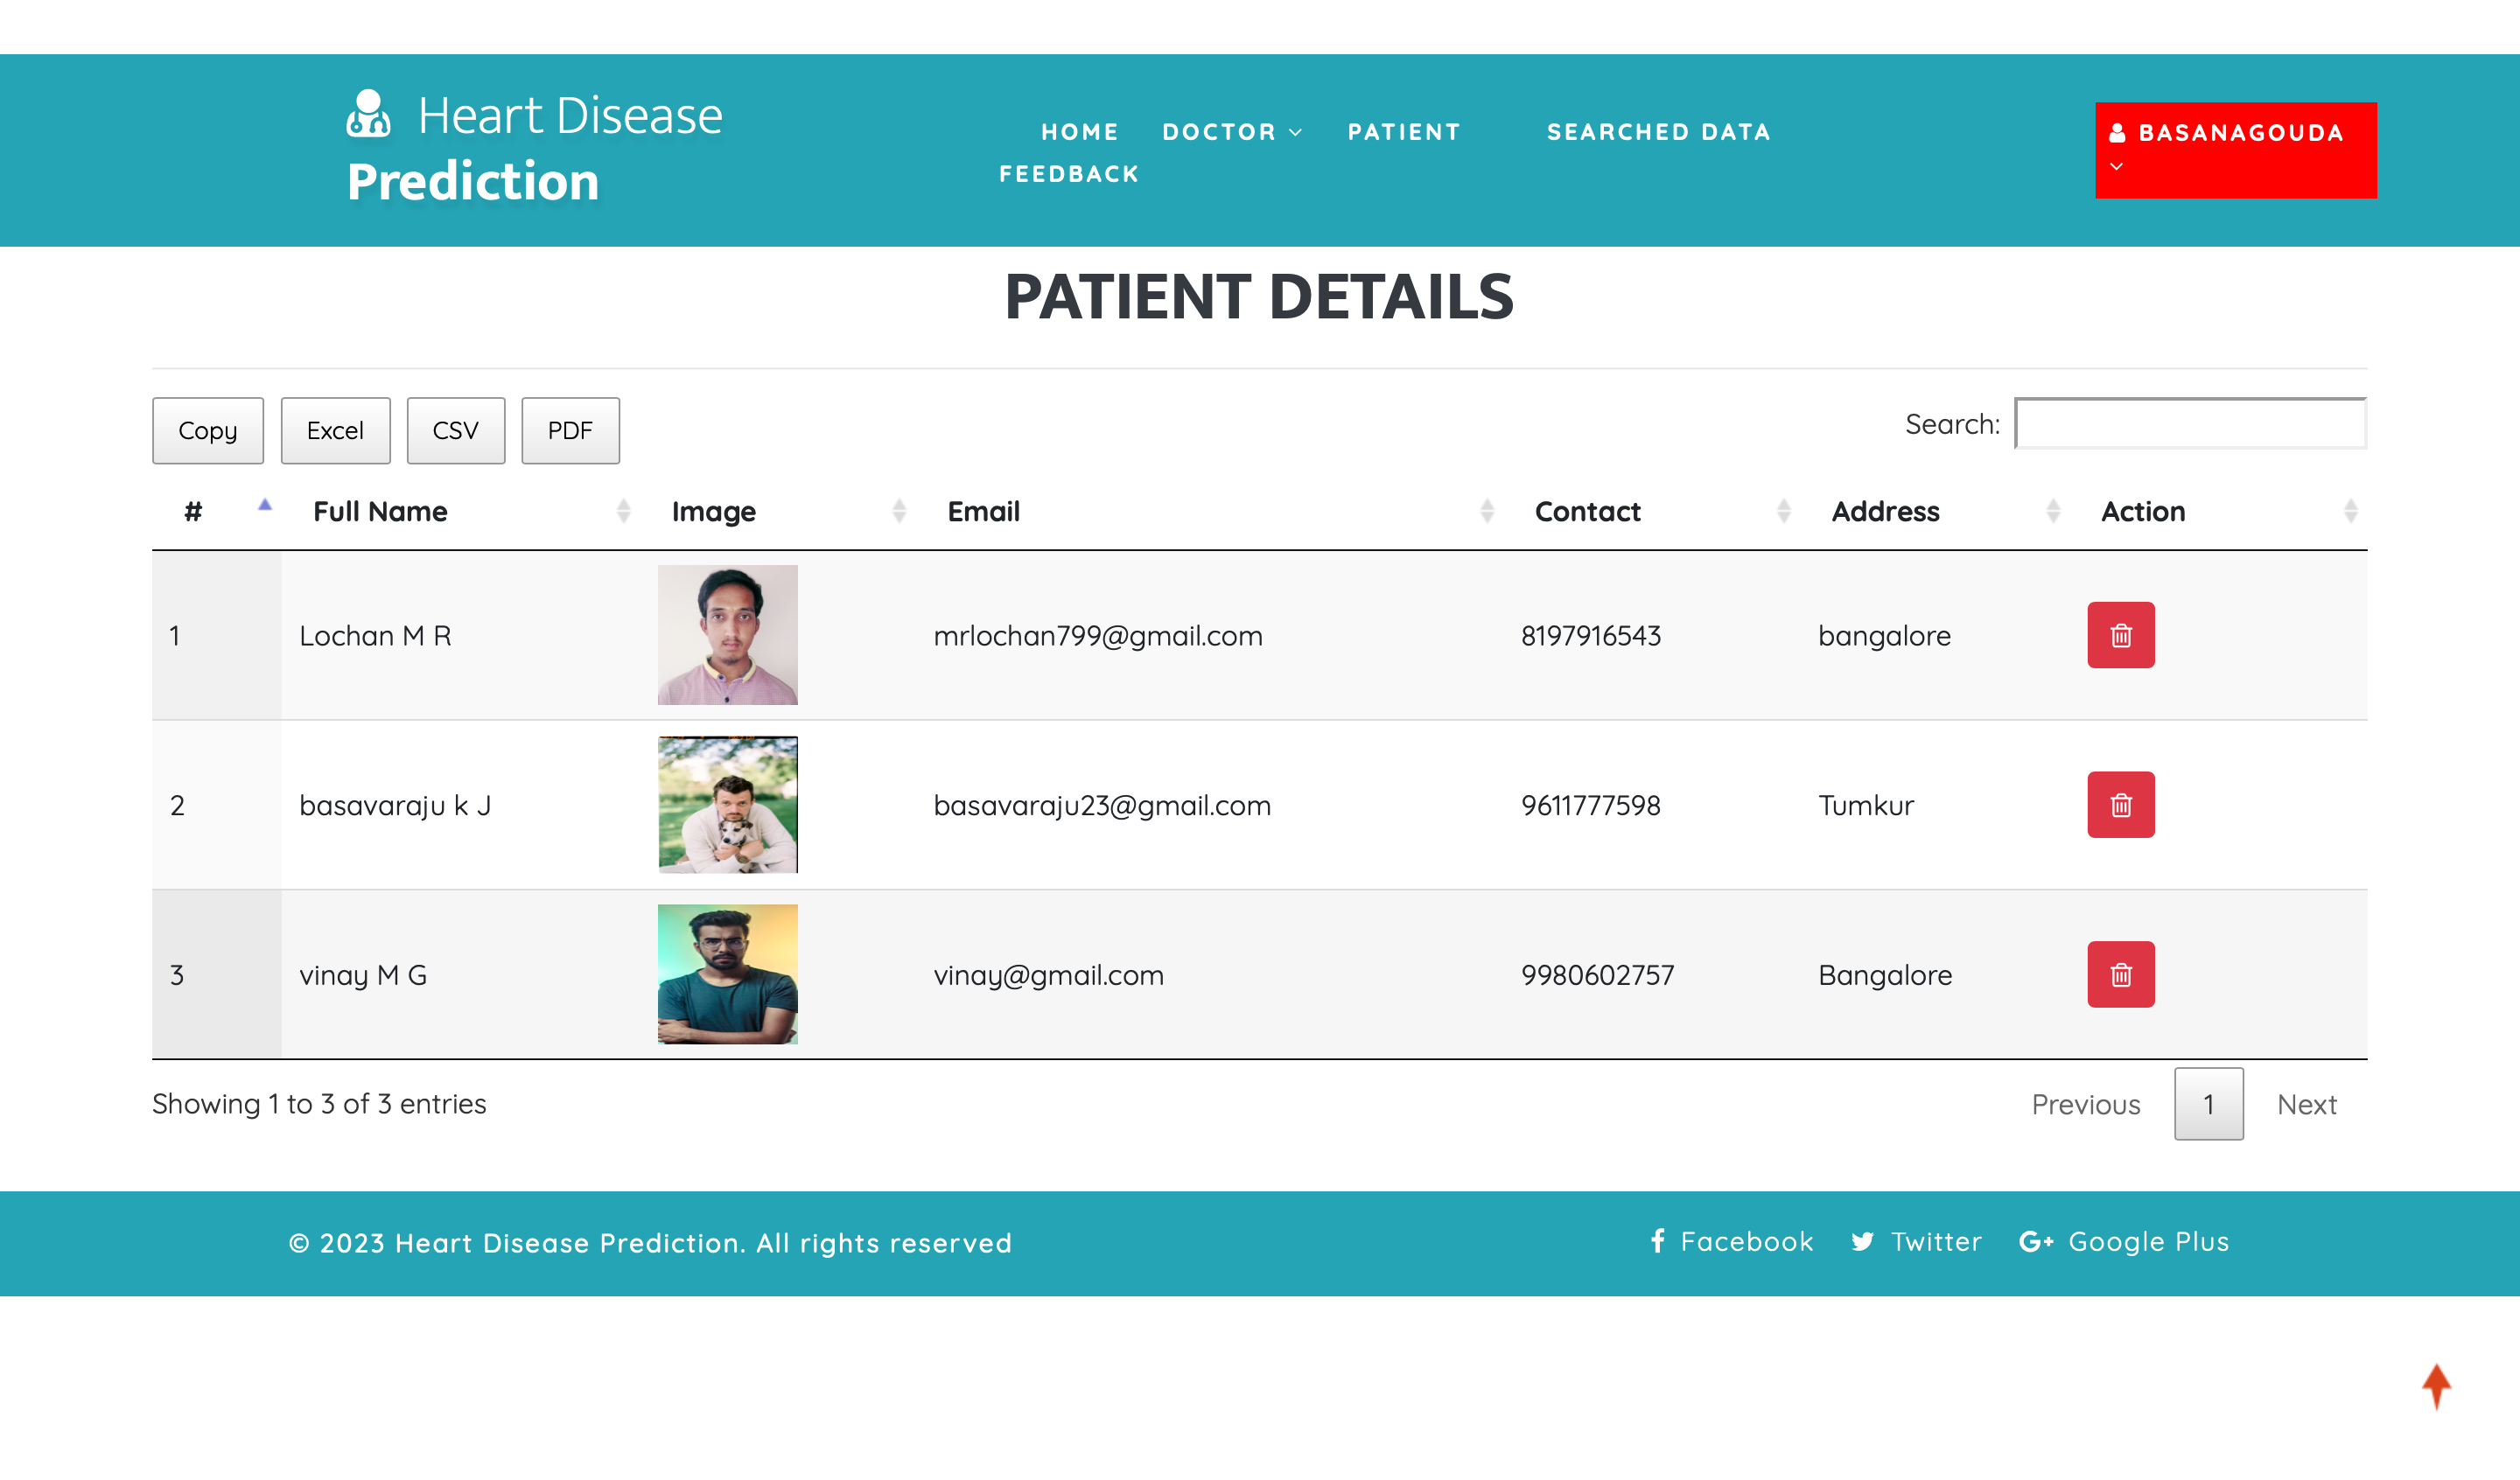 Heart Disease
Prediction
HOME DOCTOR PATIENT SEARCHED DATA
FEEDBACK
BASANAGOUDA
PATIENT DETAILS
Copy Excel CSV PDF Search:
# Full Name Image Email Contact Address Action
1 Lochan M R mrlochan799@gmail.com 8197916543 bangalore
2 basavaraju k J basavaraju23@gmail.com 9611777598 Tumkur
3 vinay M G vinay@gmail.com 9980602757 Bangalore
Showing 1 to 3 of 3 entries Previous 1 Next
© 2023 Heart Disease Prediction. All rights reserved Facebook Twitter G+ Google Plus